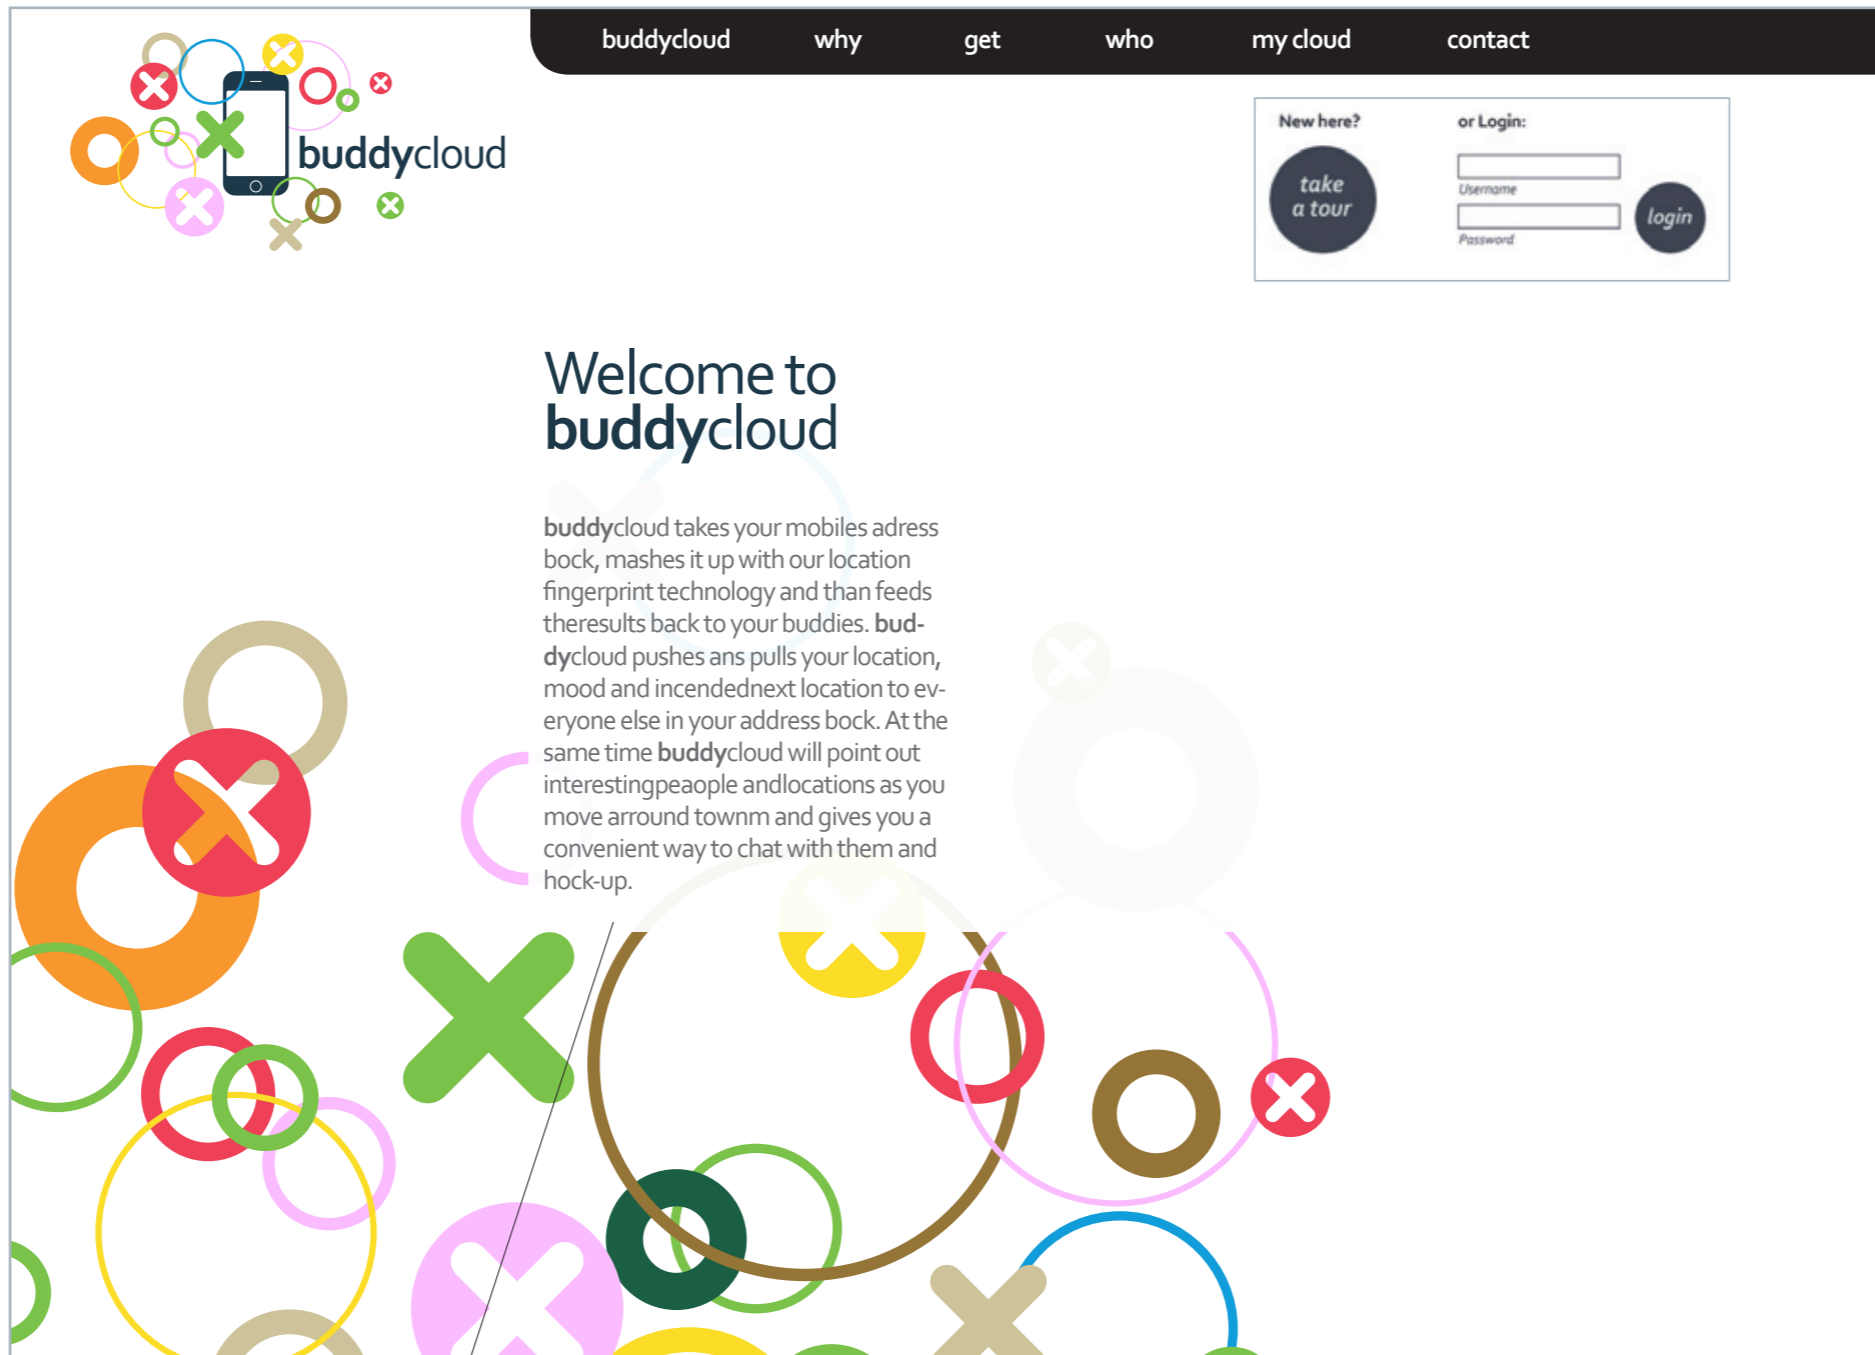 buddycloud why get who my cloud contact
buddycloud
New here?
take
a tour
or Login:
Username
Password
login
Welcome to
buddycloud
buddycloud takes your mobiles adress
bock, mashes it up with our location
fingerprint technology and than feeds
theresults back to your buddies. bud-
dycloud pushes ans pulls your location,
mood and incendednext location to ev-
eryone else in your address bock. At the
same time buddycloud will point out
interestingpeaople andlocations as you
move arround townm and gives you a
convenient way to chat with them and
hock-up.